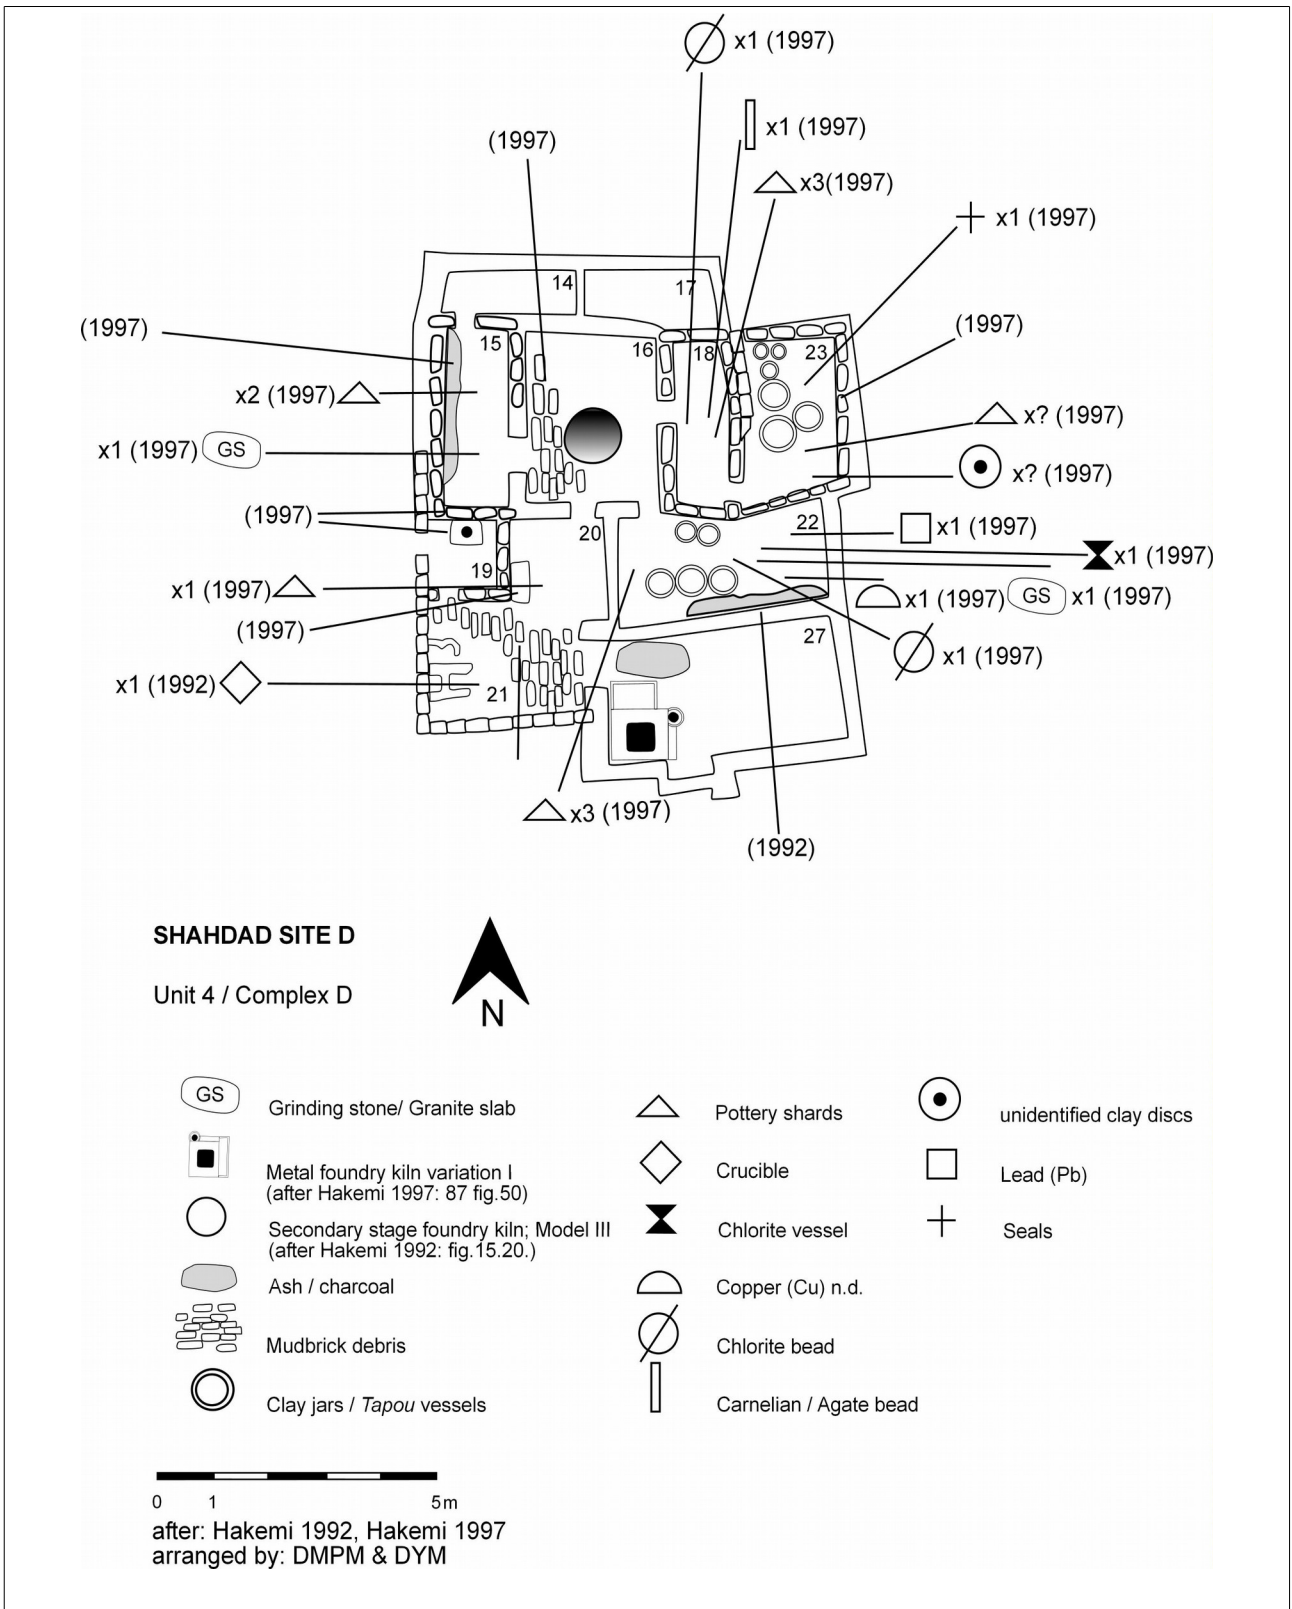 x1 (1997)
x1 (1997)
(1997)
x3(1997)
x1 (1997)
14
17
(1997)
(1997)
15
16
18
23
x2 (1997)
x? (1997)
x1 (1997) GS
x? (1997)
(1997)
20
22
x1 (1997)
x1 (1997)
19
x1 (1997)
x1 (1997)
GS x1 (1997)
(1997)
27
x1 (1997)
x1 (1992)
21
x3 (1997)
(1992)
SHAHDAD SITE D
Unit 4 / Complex D
N
GS
Grinding stone/ Granite slab
Metal foundry kiln variation I
(after Hakemi 1997: 87 fig.50)
Secondary stage foundry kiln; Model III
(after Hakemi 1992: fig.15.20.)
Ash / charcoal
Mudbrick debris
Clay jars / Tapou vessels
Pottery shards
Crucible
Chlorite vessel
Copper (Cu) n.d.
Chlorite bead
Carnelian / Agate bead
unidentified clay discs
Lead (Pb)
Seals
0 1 5m
after: Hakemi 1992, Hakemi 1997
arranged by: DMPM & DYM